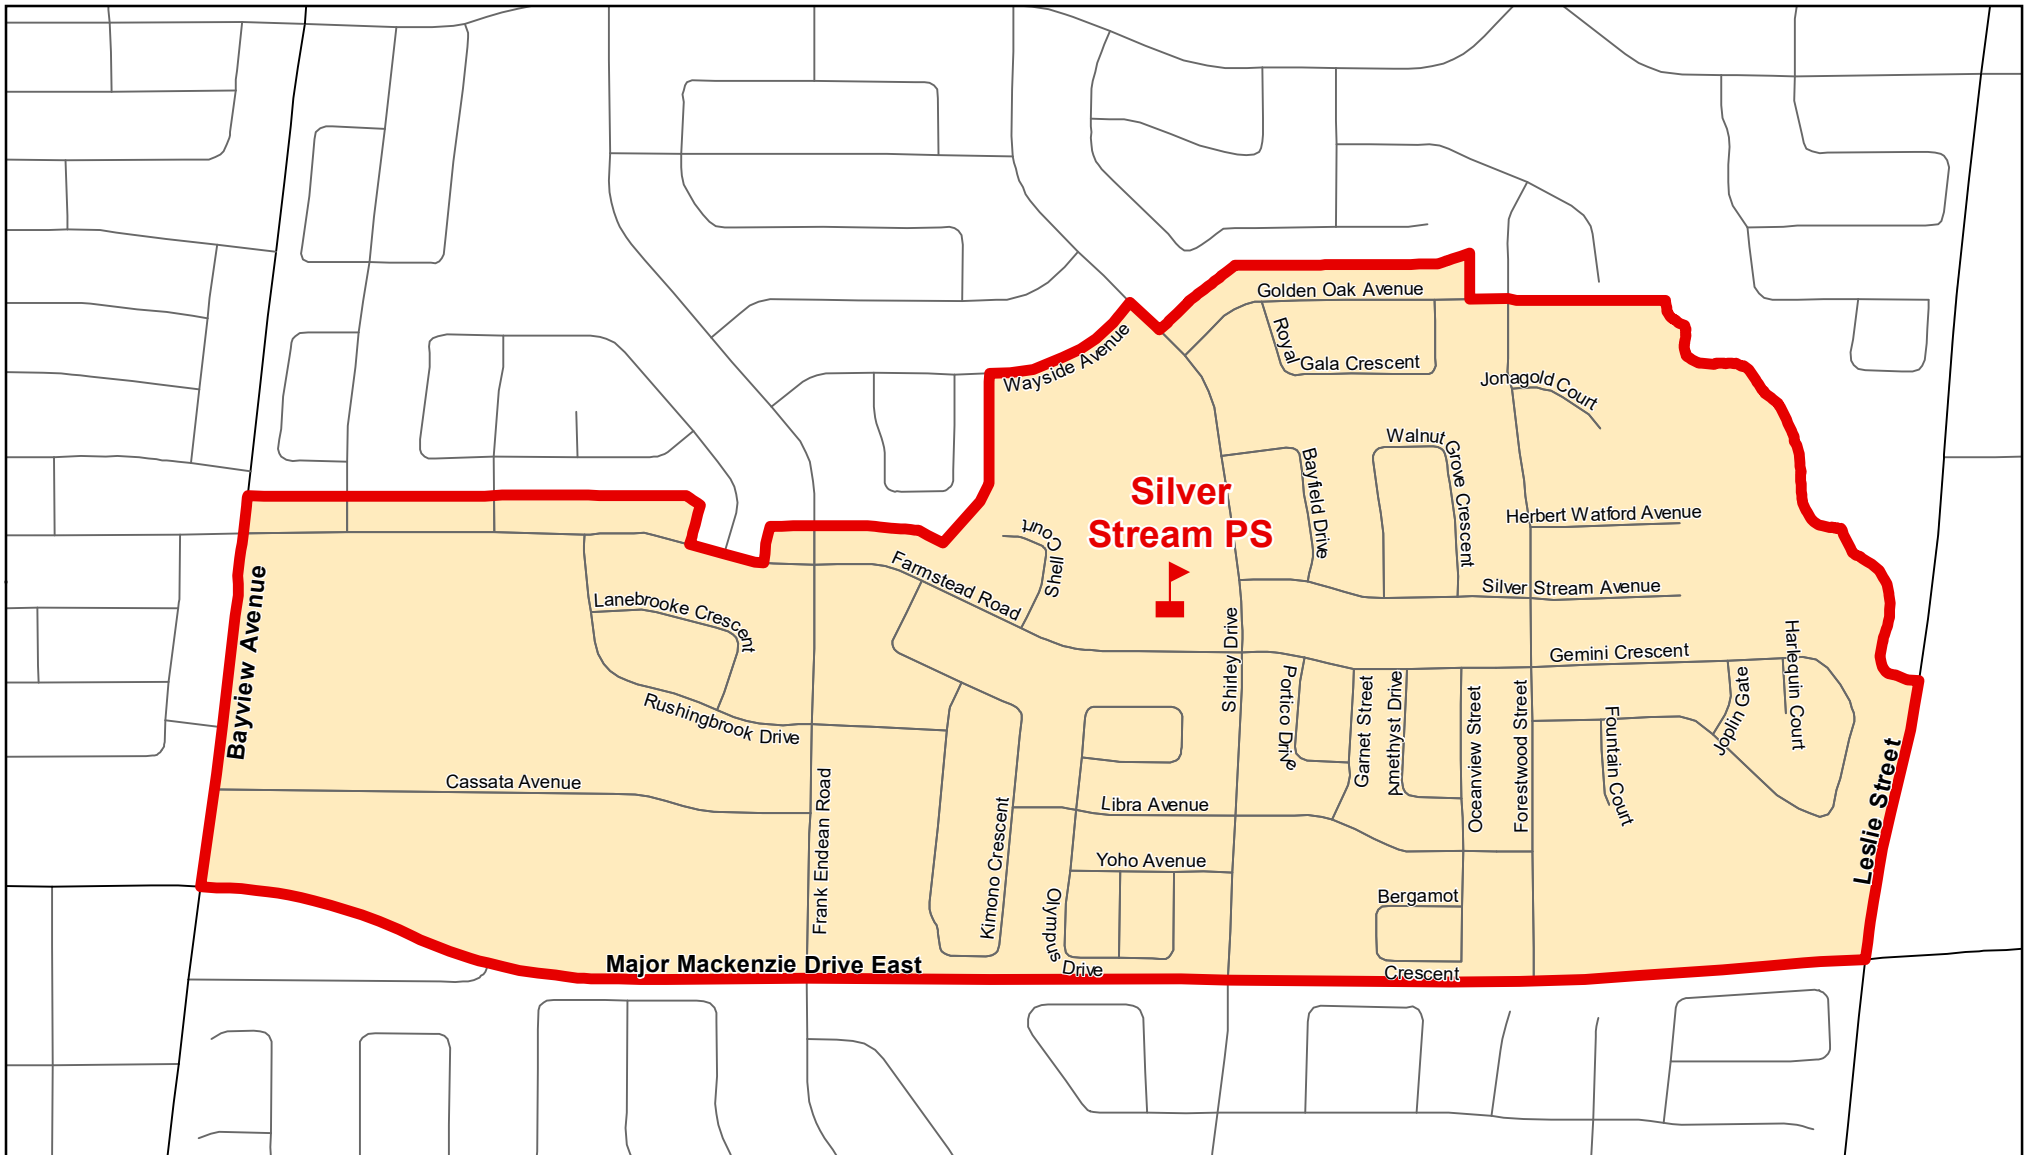 Golden Oak Avenue
Royal
Gala Crescent
Wayside Avenue
Jonagold Court
Walnut
Grove Crescent
Bayfield Drive
Silver
Stream PS
Herbert Watford Avenue
Shell Court
Farmstead Road
Silver Stream Avenue
Bayview Avenue
Lanebrooke Crescent
Shirley Drive
Gemini Crescent
Harlequin Court
Rushingbrook Drive
Portico Drive
Garnet Street
Amethyst Drive
Oceanview Street
Forestwood Street
Fountain Court
Joplin Gate
Cassata Avenue
Frank Endean Road
Kimono Crescent
Libra Avenue
Leslie Street
Yoho Avenue
Olympus
Drive
Bergamot
Crescent
Major Mackenzie Drive East